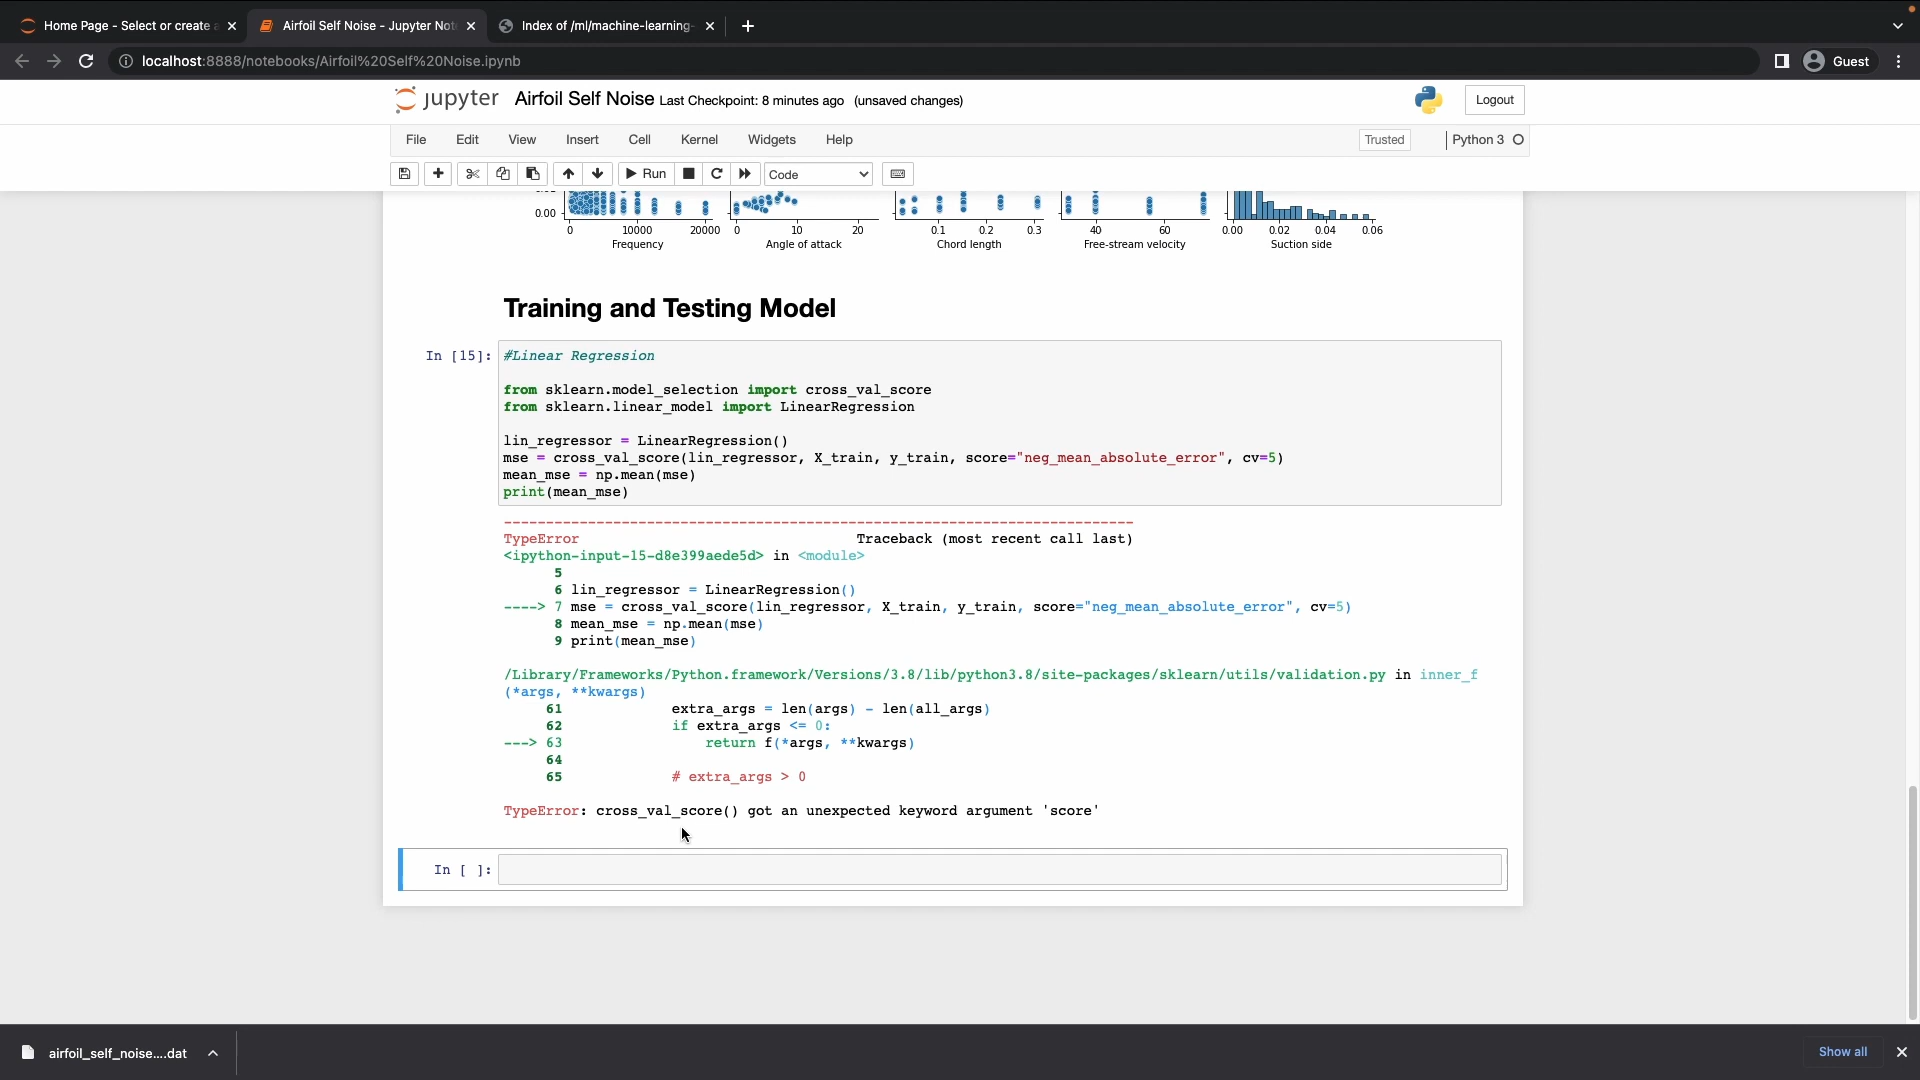 Home Page - Select or create a
Airfoil Self Noise - Jupyter Not
Index of /ml/machine-learning-
localhost:8888/notebooks/Airfoil%20Self%20Noise.ipynb
Guest
jupyter Airfoil Self Noise Last Checkpoint: 8 minutes ago (unsaved changes)
Logout
File Edit View Insert Cell Kernel Widgets Help
Trusted
Python 3
Run
Code
0.00
0 10000 20000 0 10 20 0.1 0.2 0.3 40 60 0.00 0.02 0.04 0.06
Frequency Angle of attack Chord length Free-stream velocity Suction side
Training and Testing Model
In [15]: #Linear Regression
from sklearn.model_selection import cross_val_score
from sklearn.linear_model import LinearRegression
lin_regressor = LinearRegression()
mse = cross_val_score(lin_regressor, X_train, y_train, score="neg_mean_absolute_error", cv=5)
mean_mse = np.mean(mse)
print(mean_mse)
---------------------------------------------------------------------------
TypeError Traceback (most recent call last)
<ipython-input-15-d8e399aede5d> in <module>
5
6 lin_regressor = LinearRegression()
----> 7 mse = cross_val_score(lin_regressor, X_train, y_train, score="neg_mean_absolute_error", cv=5)
8 mean_mse = np.mean(mse)
9 print(mean_mse)
/Library/Frameworks/Python.framework/Versions/3.8/lib/python3.8/site-packages/sklearn/utils/validation.py in inner_f
(*args, **kwargs)
61 extra_args = len(args) - len(all_args)
62 if extra_args <= 0:
---> 63 return f(*args, **kwargs)
64
65 # extra_args > 0
TypeError: cross_val_score() got an unexpected keyword argument 'score'
In [ ]:
airfoil_self_noise....dat
Show all